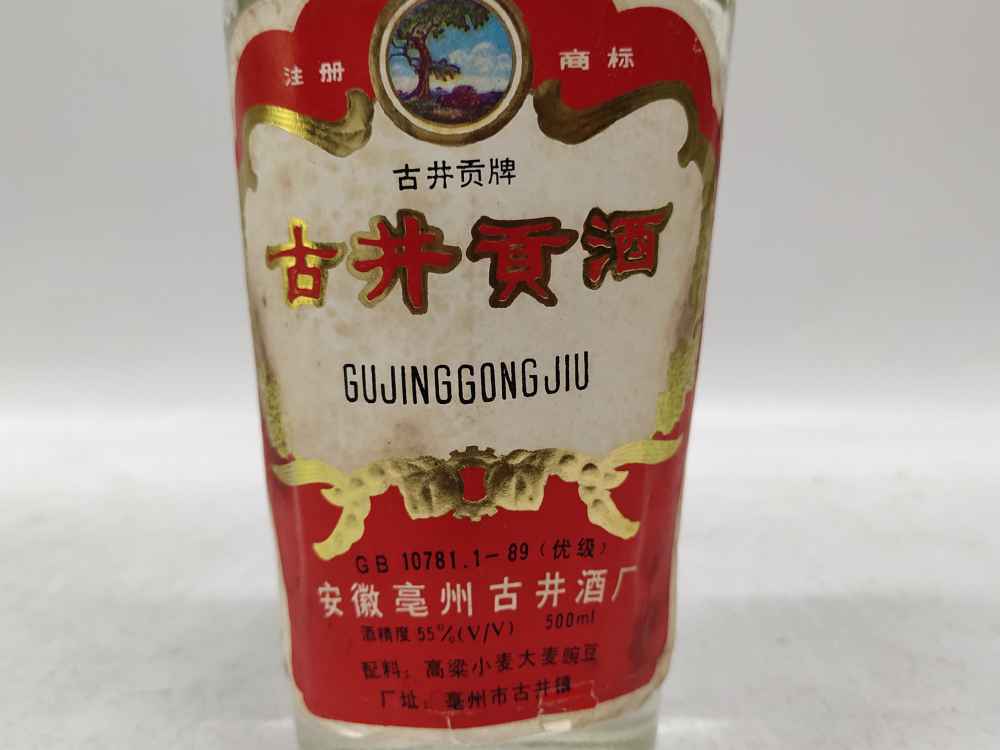 注册 商标
古井贡牌
古井贡酒
GUJINGGONGJIU
GB 10781.1-89(优级)
安徽亳州古井酒厂
酒精度 55%(V/V) 500ml
配料：高粱小麦大麦豌豆
厂址：亳州市古井镇